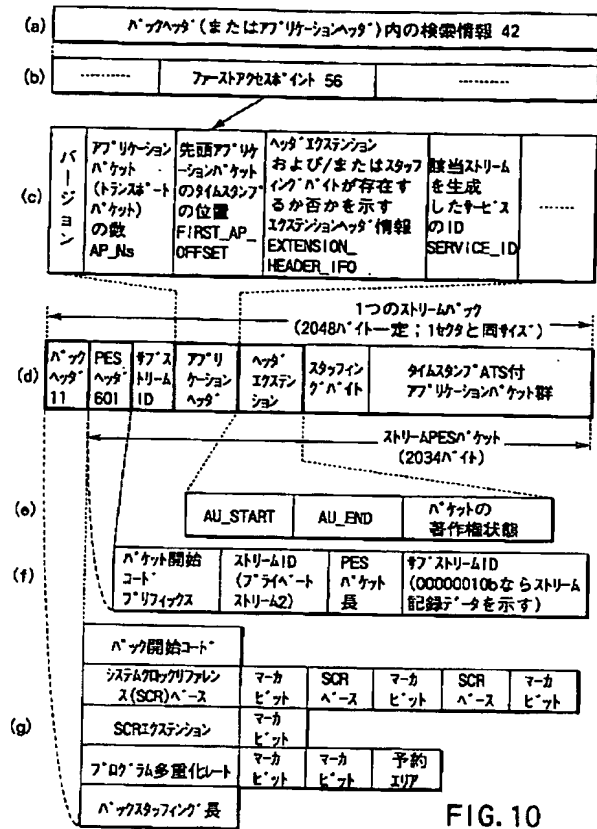 (a)
パックヘッダ(またはアプリケーションヘッダ)内の検索情報 42
(b)
ファーストアクセスポイント 56
(c)
バージョン
アプリケーション
パケット
(トランスポート
パケット)
の数
AP_Ns
先頭アプリケ
ーションパケット
のタイムスタンプ
の位置
FIRST_AP_
OFFSET
ヘッダエクステンション
および/またはスタッフ
ィングバイトが存在す
るか否かを示す
エクステンションヘッダ情報
EXTENSION_
HEADER_IFO
該当ストリーム
を生成
したサービス
のID
SERVICE_ID
1つのストリームパック
(2048バイト一定;1セクタと同サイズ)
(d)
パック
ヘッダ
11
PES
ヘッダ
601
サブス
トリーム
ID
アプリ
ケーション
ヘッダ
ヘッダ
エクステン
ション
スタッフィン
グバイト
タイムスタンプATS付
アプリケーションパケット群
ストリームPESパケット
(2034バイト)
(e)
AU_START
AU_END
パケットの
著作権状態
(f)
パケット開始
コード
プリフィックス
ストリームID
(プライベート
ストリーム2)
PES
パケット
長
サブストリームID
(00000010bならストリーム
記録データを示す)
(g)
パック開始コード
システムクロックリファレン
ス(SCR)ベース
マーカ
ビット
SCR
ベース
マーカ
ビット
SCR
ベース
マーカ
ビット
SCRエクステンション
マーカ
ビット
プログラム多重化レート
マーカ
ビット
マーカ
ビット
予約
エリア
パックスタッフィング長
FIG.10